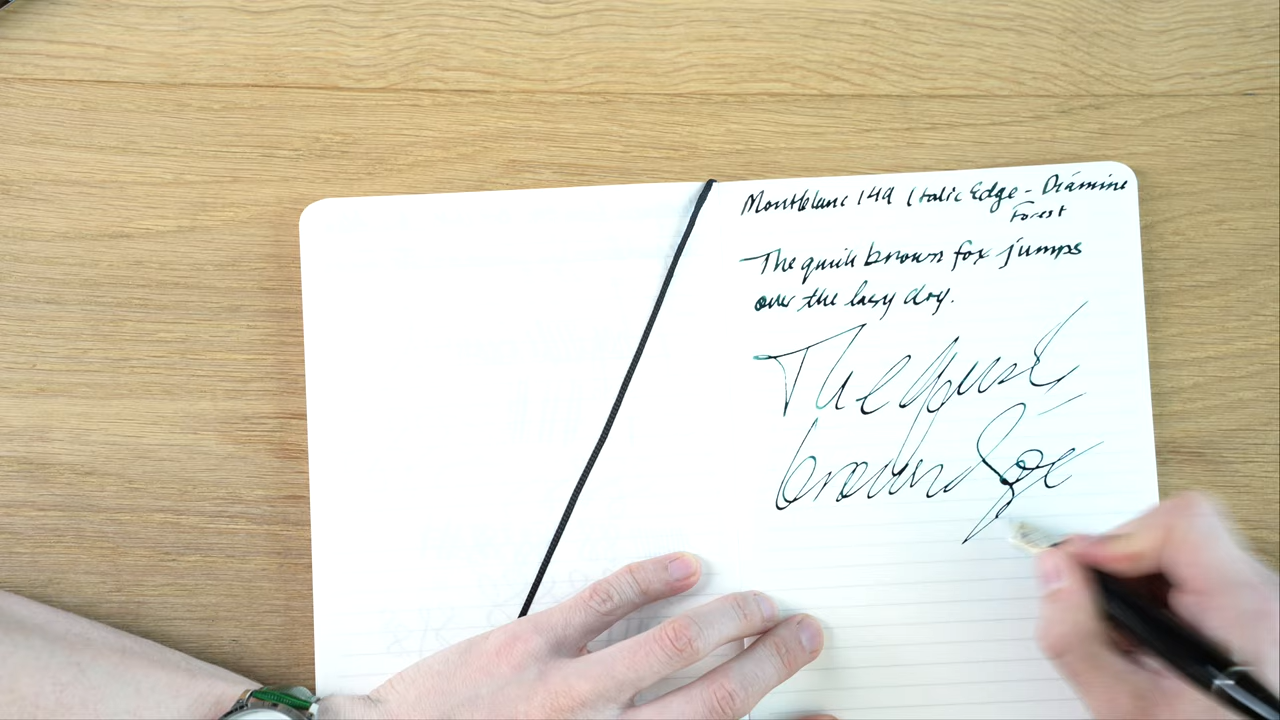 Montblanc 149 Italic Edge - Diamine
Forest
The quick brown fox jumps
over the lazy dog.
The quick
brown fox